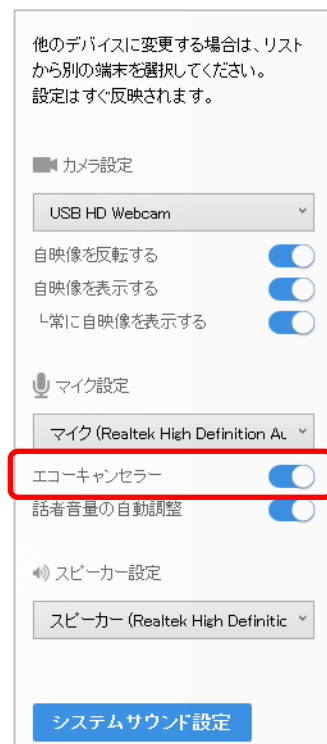 他のデバイスに変更する場合は、リスト
から別の端末を選択してください。
設定はすぐ反映されます。
カメラ設定
USB HD Webcam
自映像を反転する
自映像を表示する
└常に自映像を表示する
マイク設定
マイク (Realtek High Definition Au
エコーキャンセラー
話者音量の自動調整
スピーカー設定
スピーカー (Realtek High Definitic
システムサウンド設定